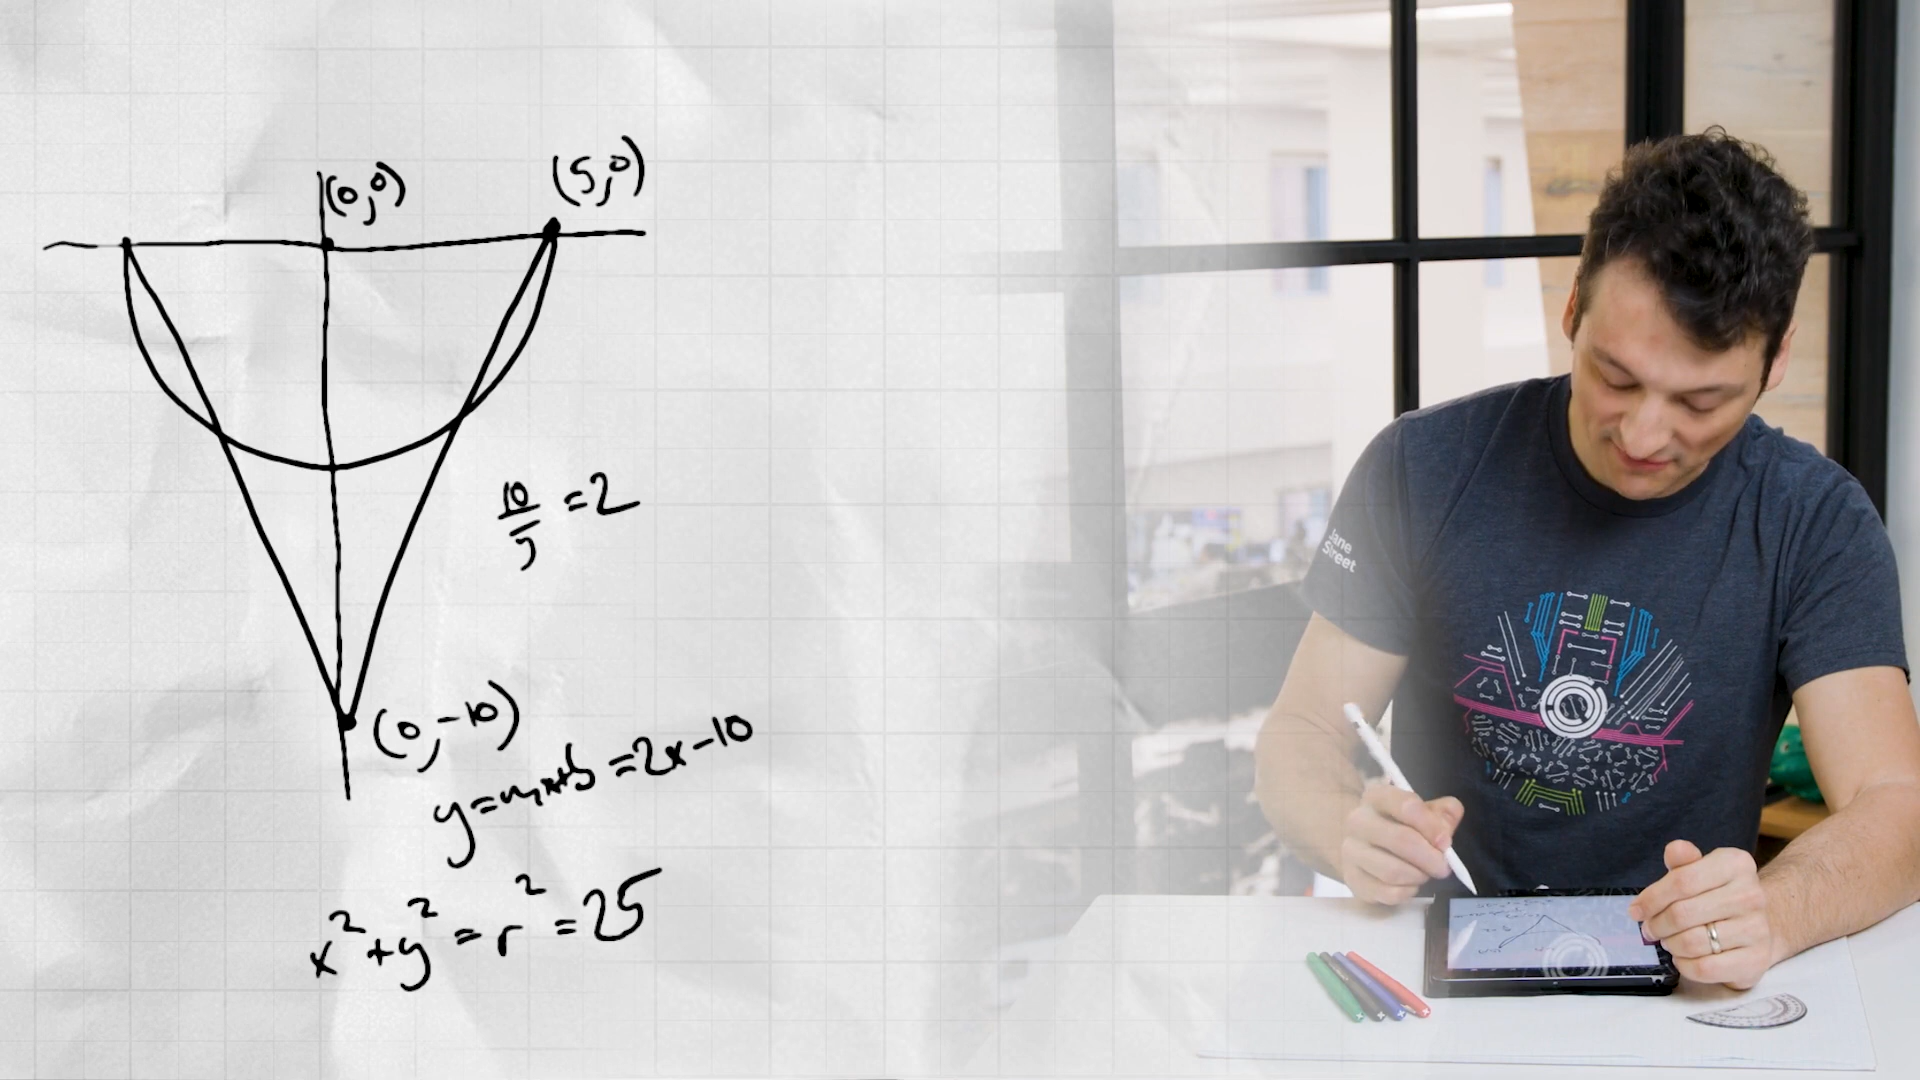 (0,0)
(5,0)
10/5 = 2
(0,-10)
y = mx+b = 2x-10
x² + y² = r² = 25
Jane
Street